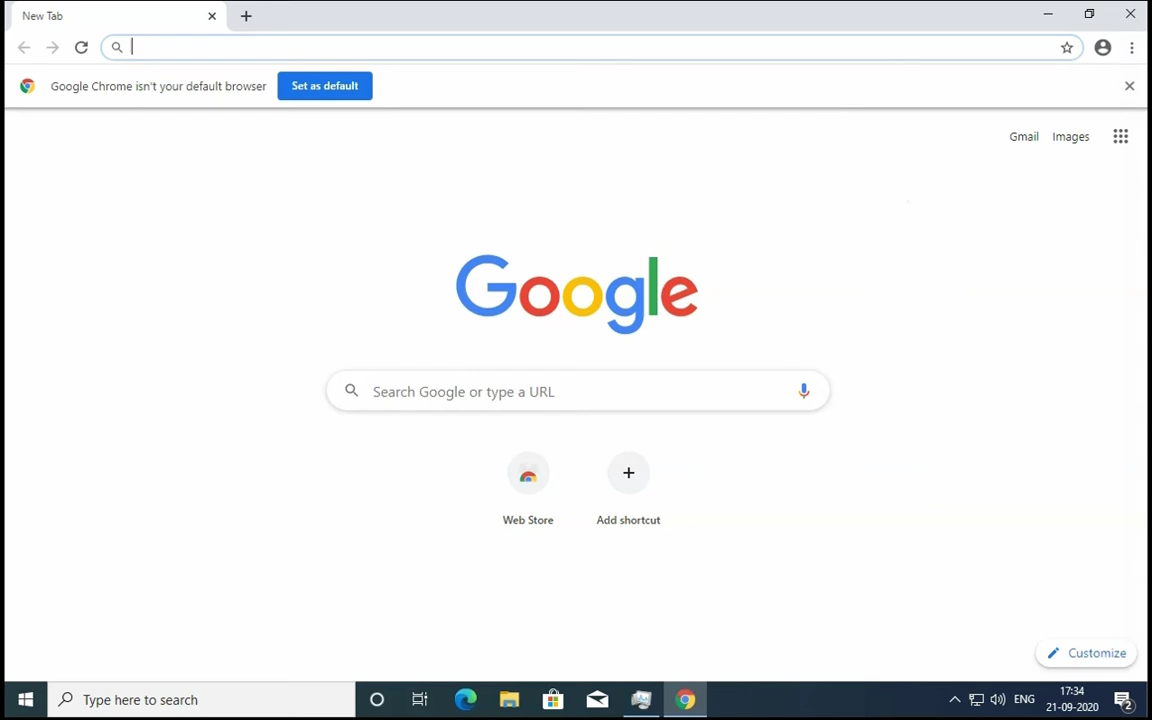 New Tab
Google Chrome isn't your default browser
Set as default
Gmail
Images
Google
Search Google or type a URL
Web Store
Add shortcut
Customize
Type here to search
ENG
17:34
21-09-2020
2